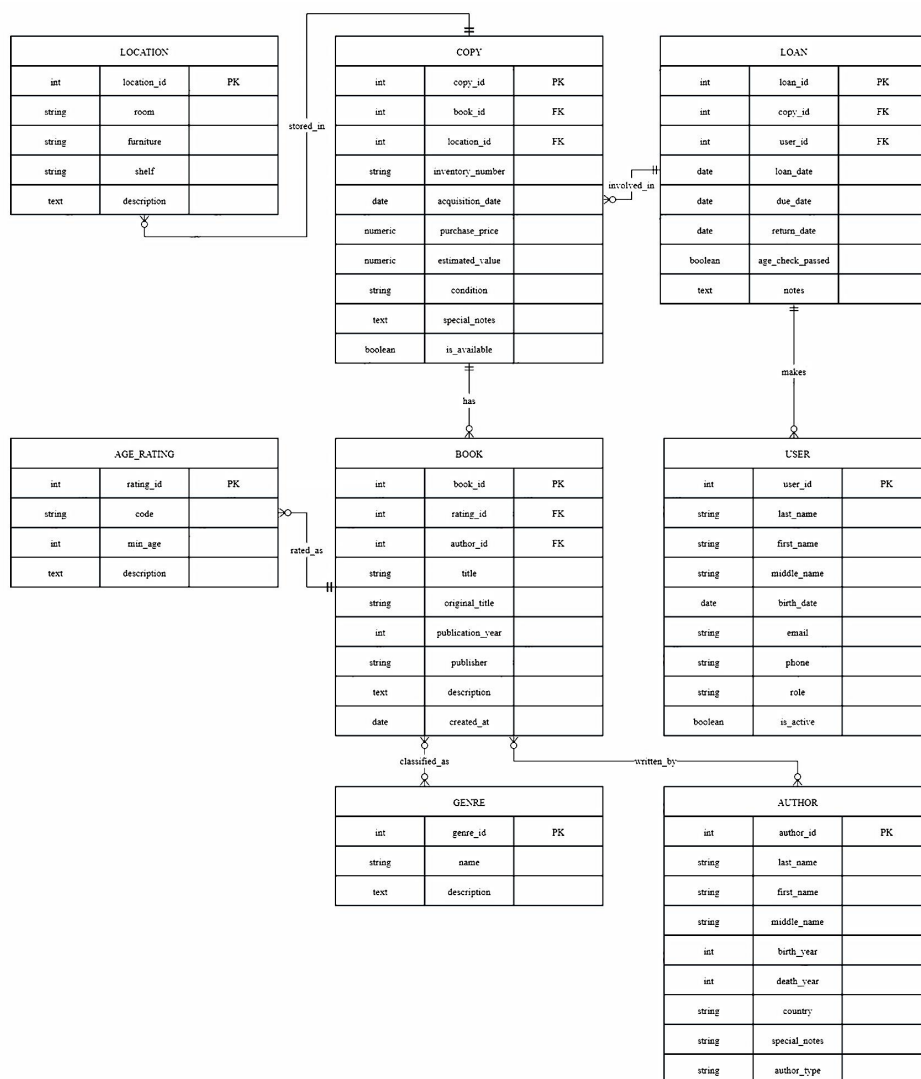 LOCATION
int location_id PK
string room
string furniture
string shelf
text description
stored_in
COPY
int copy_id PK
int book_id FK
int location_id FK
string inventory_number
date acquisition_date
numeric purchase_price
numeric estimated_value
string condition
text special_notes
boolean is_available
involved_in
LOAN
int loan_id PK
int copy_id FK
int user_id FK
date loan_date
date due_date
date return_date
boolean age_check_passed
text notes
has
makes
AGE_RATING
int rating_id PK
string code
int min_age
text description
rated_as
BOOK
int book_id PK
int rating_id FK
int author_id FK
string title
string original_title
int publication_year
string publisher
text description
date created_at
USER
int user_id PK
string last_name
string first_name
string middle_name
date birth_date
string email
string phone
string role
boolean is_active
classified_as
written_by
GENRE
int genre_id PK
string name
text description
AUTHOR
int author_id PK
string last_name
string first_name
string middle_name
int birth_year
int death_year
string country
string special_notes
string author_type